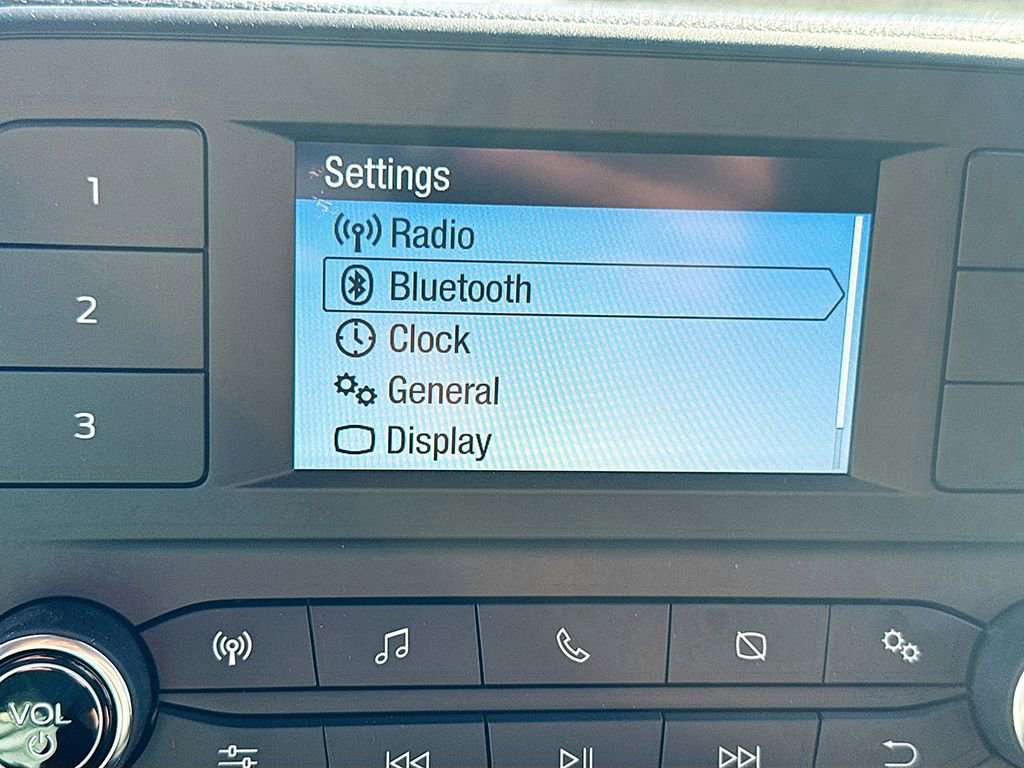 Settings
1
Radio
Bluetooth
2
Clock
General
3
Display
VOL